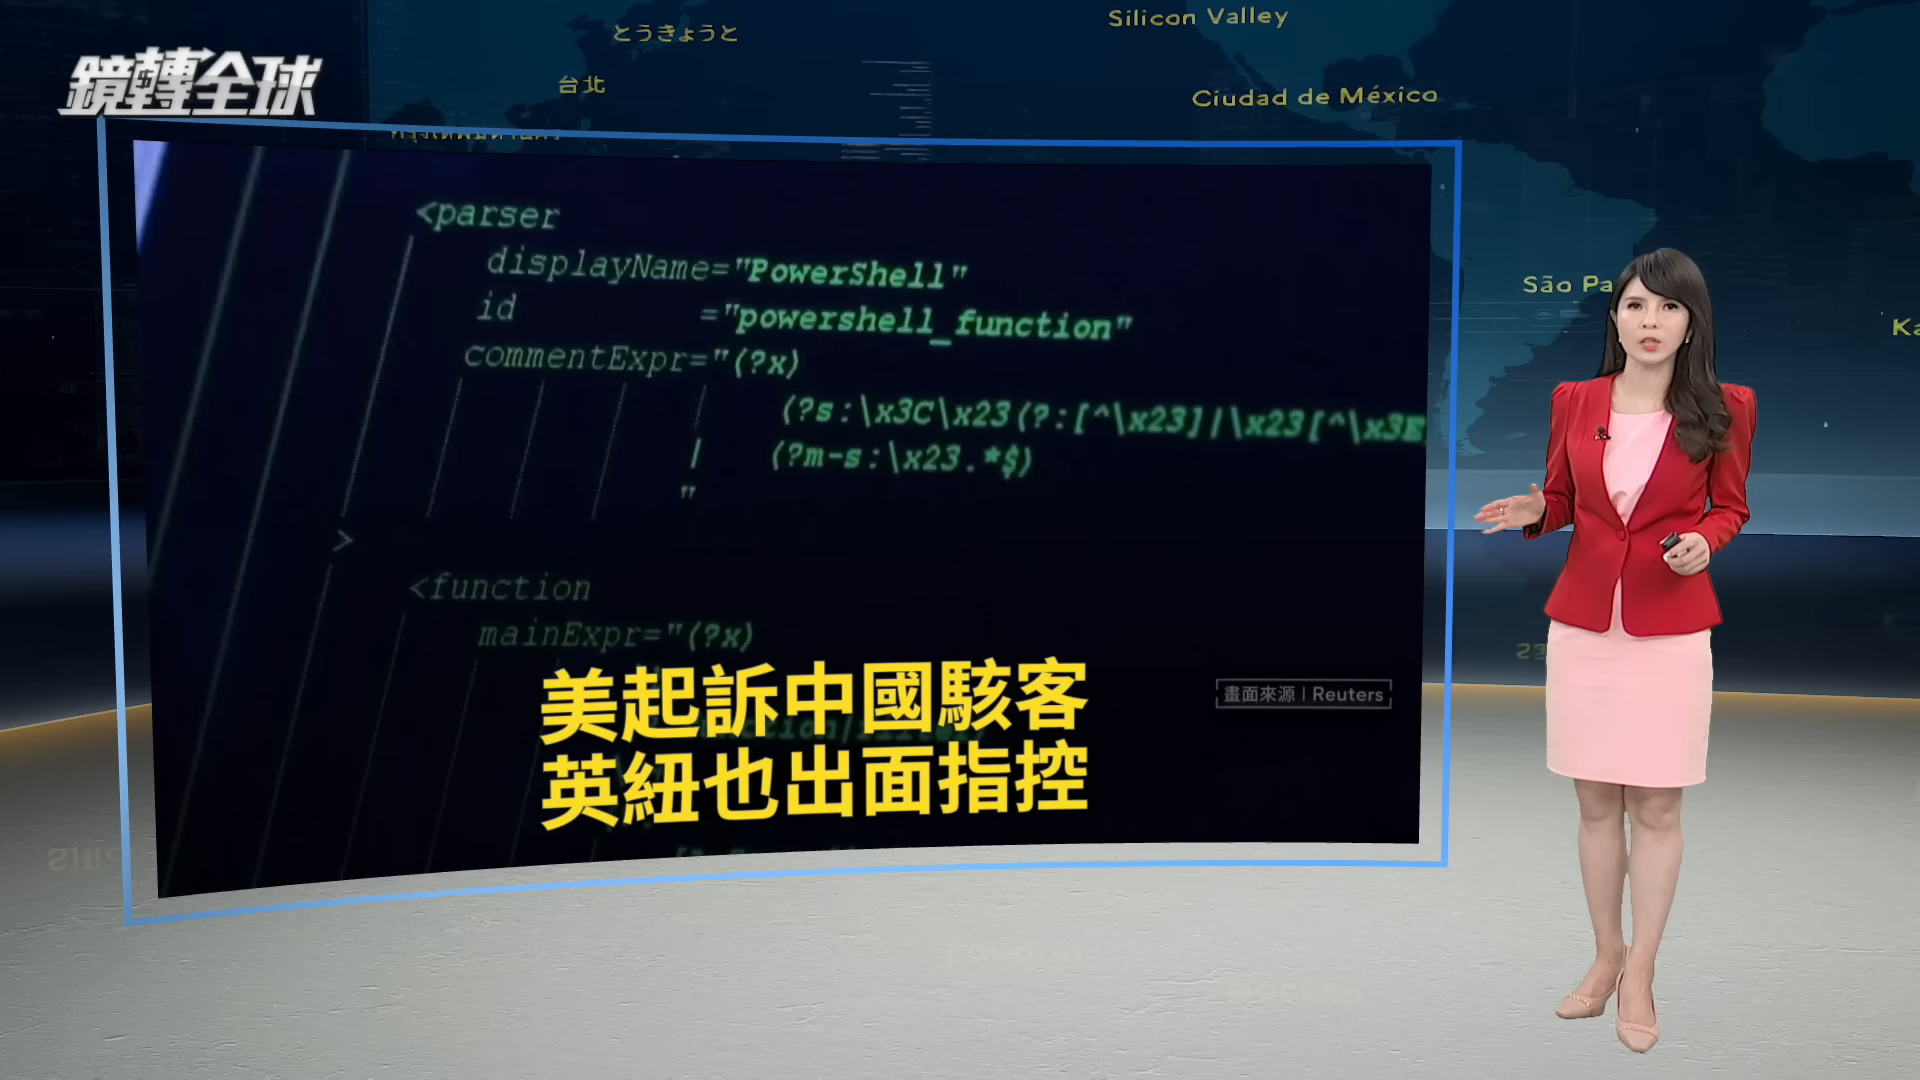 とうきょうと
Silicon Valley
鏡轉全球
台北
Ciudad de México
<parser
displayName="PowerShell"
id ="powershell_function"
commentExpr="(?x)
(?s:\x3C\x23(?:[^\x23]|\x23[^\x3E
| (?m-s:\x23.*$)
"
>
São Pa
Ka
<function
mainExpr="(?x)
美起訴中國駭客
英紐也出面指控
畫面來源 | Reuters